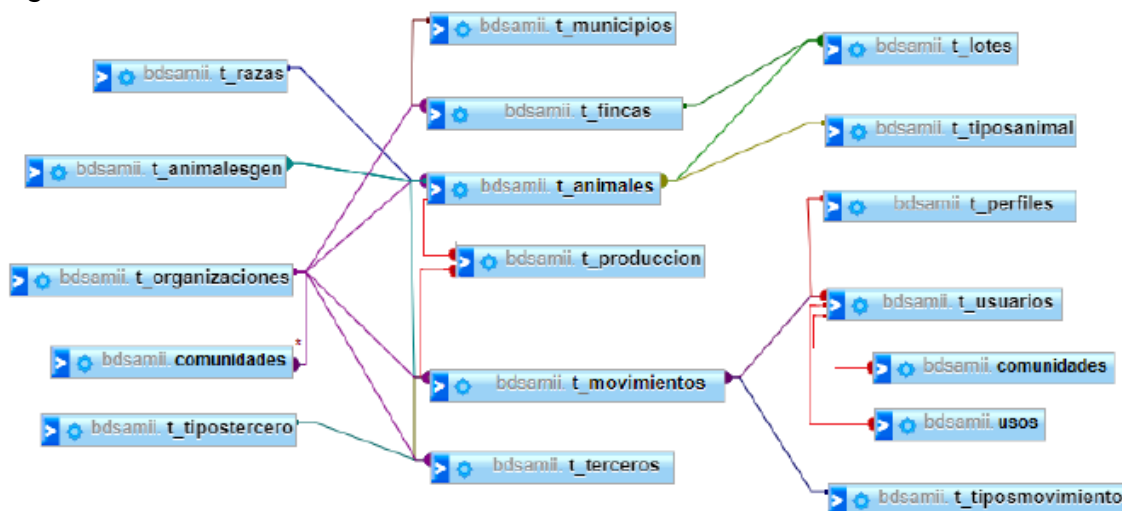 bdsamii. t_municipios
bdsamii. t_lotes
bdsamii. t_razas
bdsamii. t_fincas
bdsamii. t_tiposanimal
bdsamii. t_animalesgen
bdsamii. t_animales
bdsamii t_perfiles
bdsamii. t_produccion
bdsamii. t_organizaciones
bdsamii. t_usuarios
*
bdsamii. comunidades
bdsamii. comunidades
bdsamii. t_movimientos
bdsamii. t_tipostercero
bdsamii. usos
bdsamii. t_terceros
bdsamii. t_tiposmovimiento